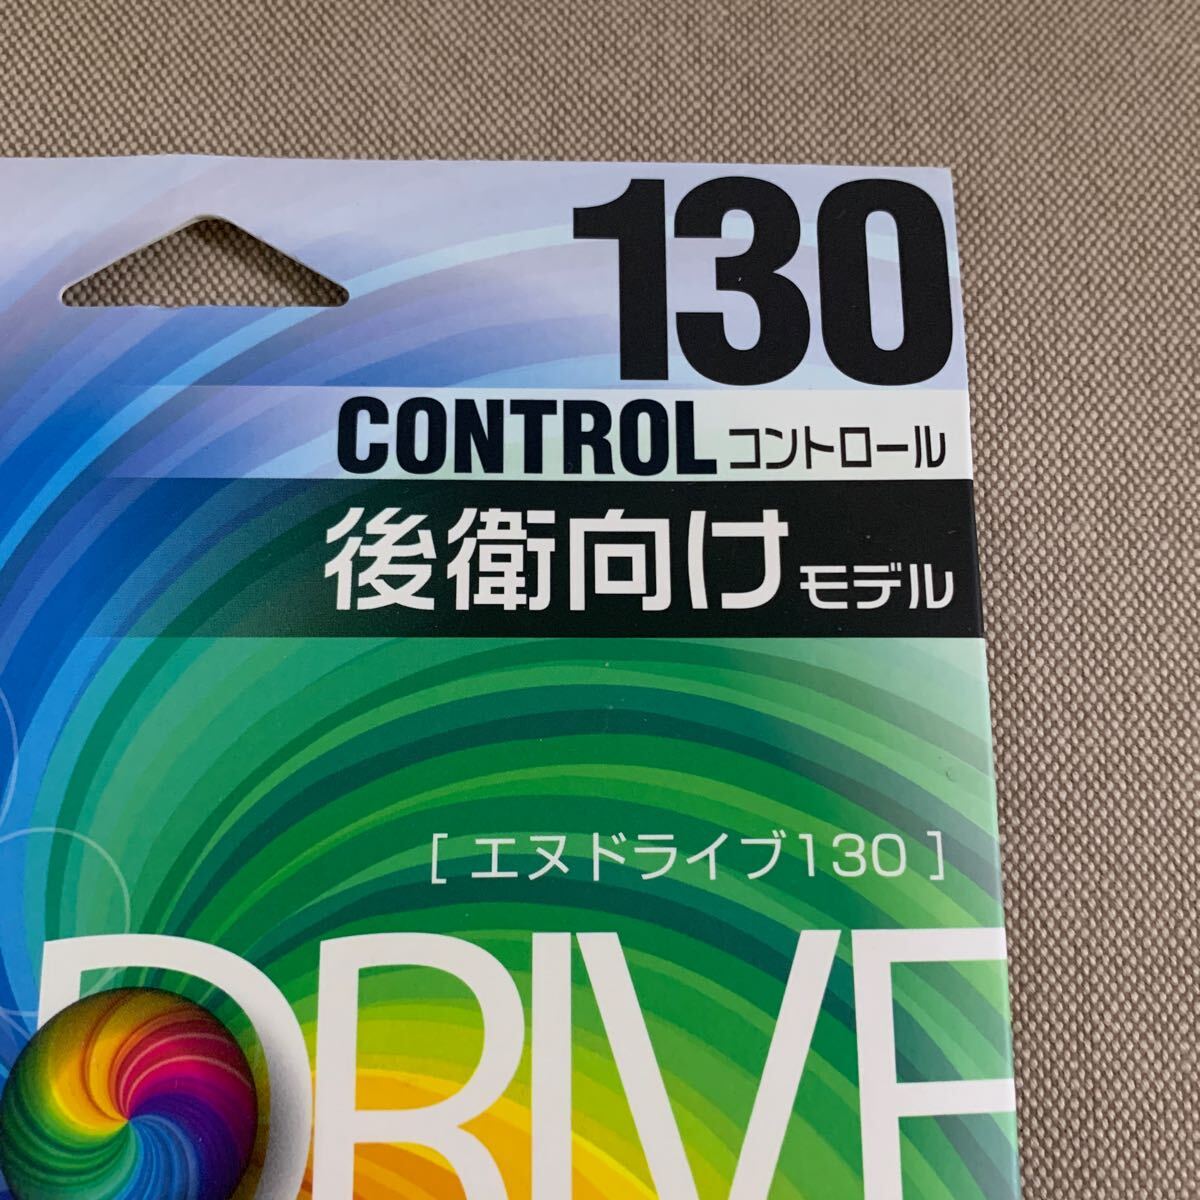 130
CONTROL コントロール
後衛向けモデル
[ エヌドライブ130 ]
DRIVE